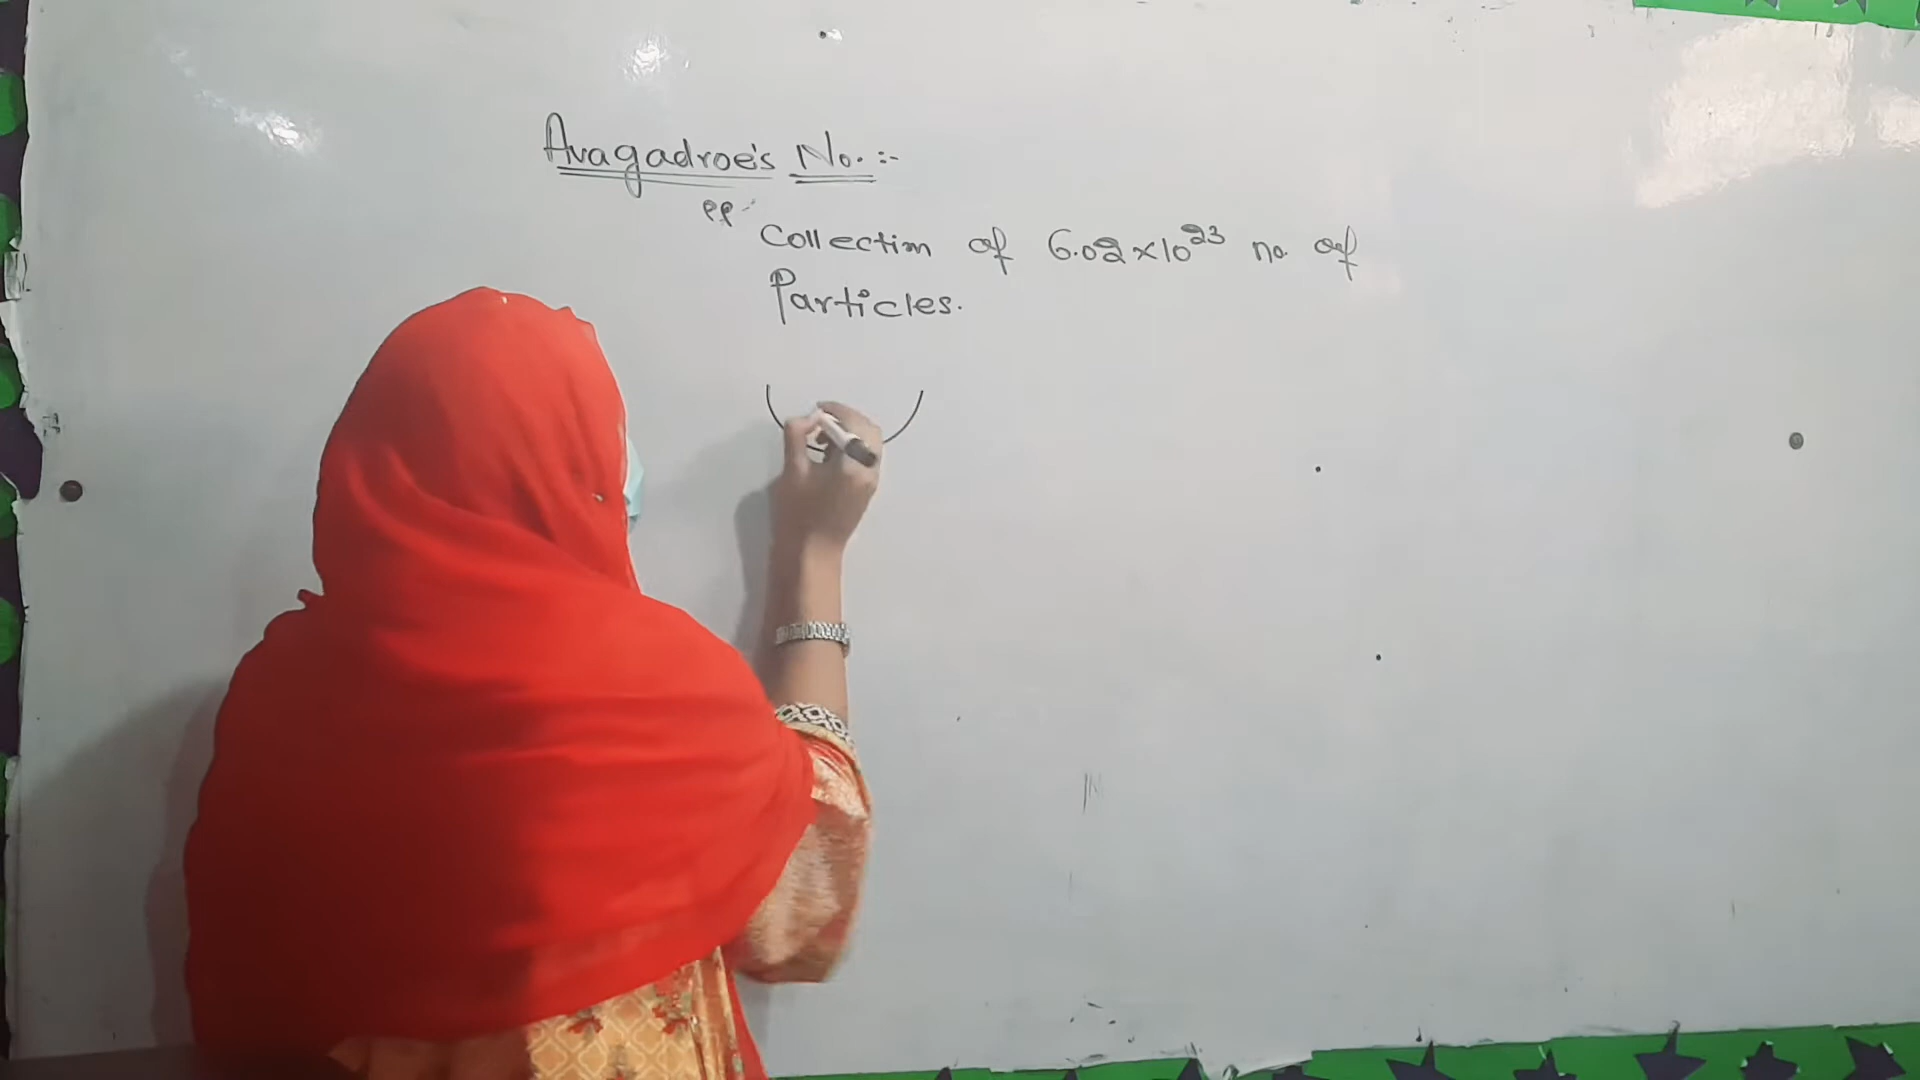 Avagadroe's No. :-
Collection of 6.02×10²³ no. of
Particles.